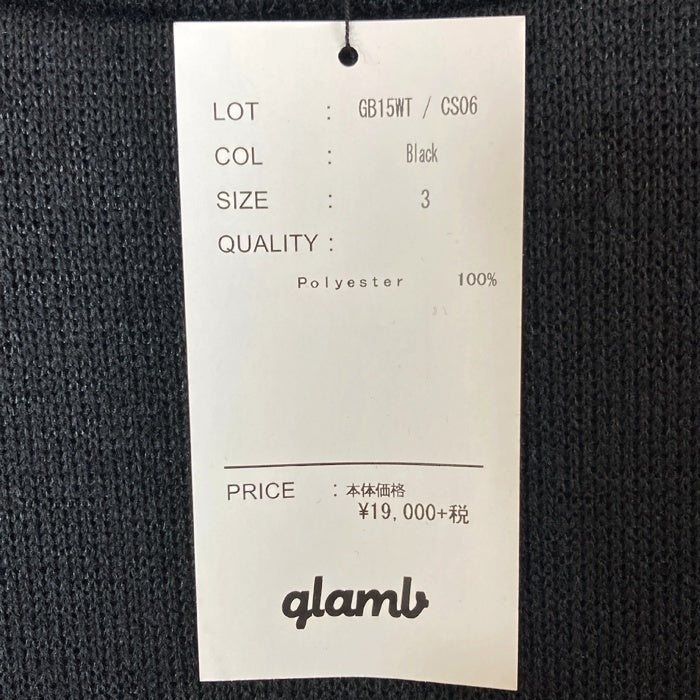 LOT : GB15WT / CS06
COL : Black
SIZE : 3
QUALITY :
Polyester 100%
PRICE : 本体価格
¥19,000+税
glamb